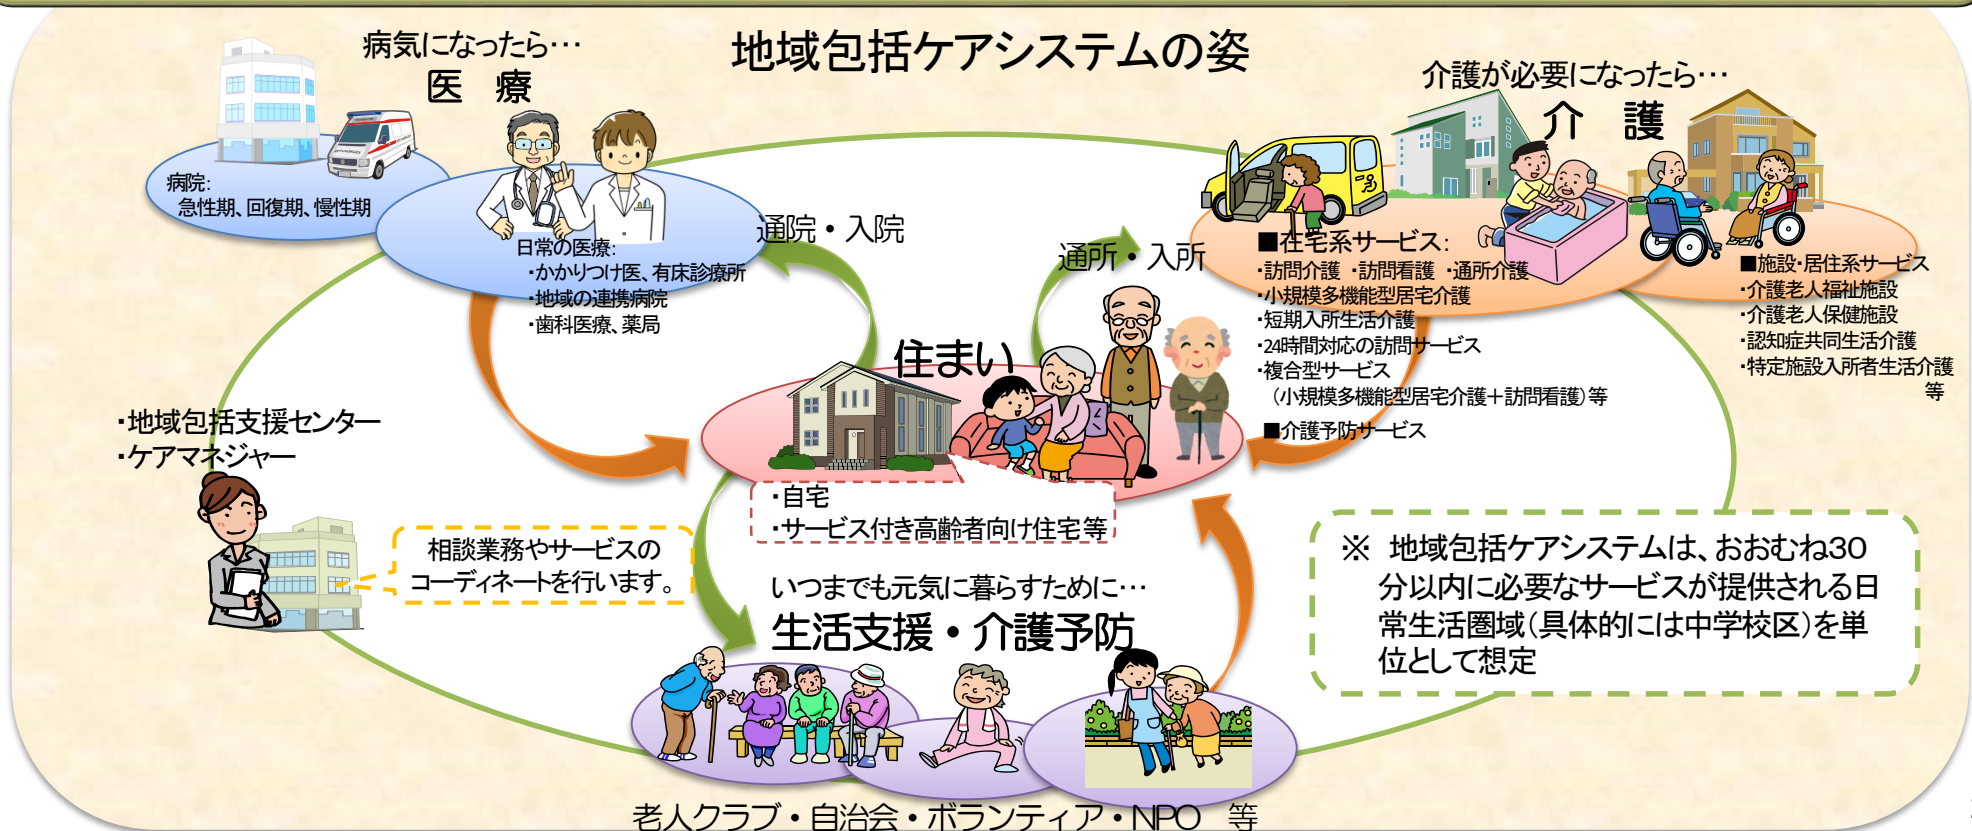 地域包括ケアシステムの姿
病気になったら…
医　療
病院:
急性期、回復期、慢性期
日常の医療:
・かかりつけ医、有床診療所
・地域の連携病院
・歯科医療、薬局
通院・入院
通所・入所
介護が必要になったら…
介　護
■在宅系サービス:
・訪問介護 ・訪問看護 ・通所介護
・小規模多機能型居宅介護
・短期入所生活介護
・24時間対応の訪問サービス
・複合型サービス
（小規模多機能型居宅介護＋訪問看護）等
■介護予防サービス
■施設・居住系サービス
・介護老人福祉施設
・介護老人保健施設
・認知症共同生活介護
・特定施設入所者生活介護
等
住まい
・自宅
・サービス付き高齢者向け住宅等
・地域包括支援センター
・ケアマネジャー
相談業務やサービスの
コーディネートを行います。
いつまでも元気に暮らすために…
生活支援・介護予防
老人クラブ・自治会・ボランティア・NPO　等
※　地域包括ケアシステムは、おおむね30
分以内に必要なサービスが提供される日
常生活圏域（具体的には中学校区）を単
位として想定